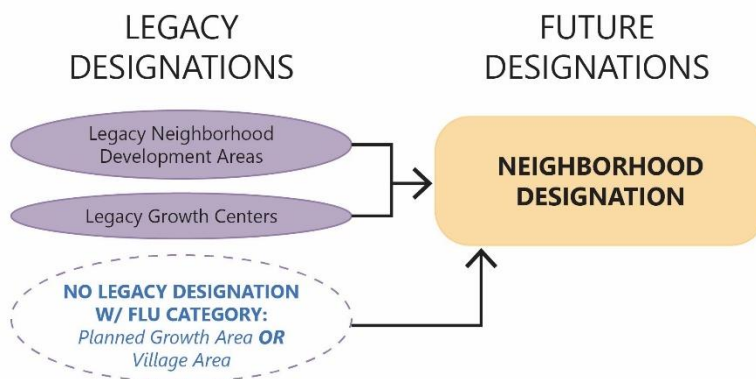 LEGACY
DESIGNATIONS
FUTURE
DESIGNATIONS
Legacy Neighborhood
Development Areas
Legacy Growth Centers
NO LEGACY DESIGNATION
W/ FLU CATEGORY:
Planned Growth Area OR
Village Area
NEIGHBORHOOD
DESIGNATION